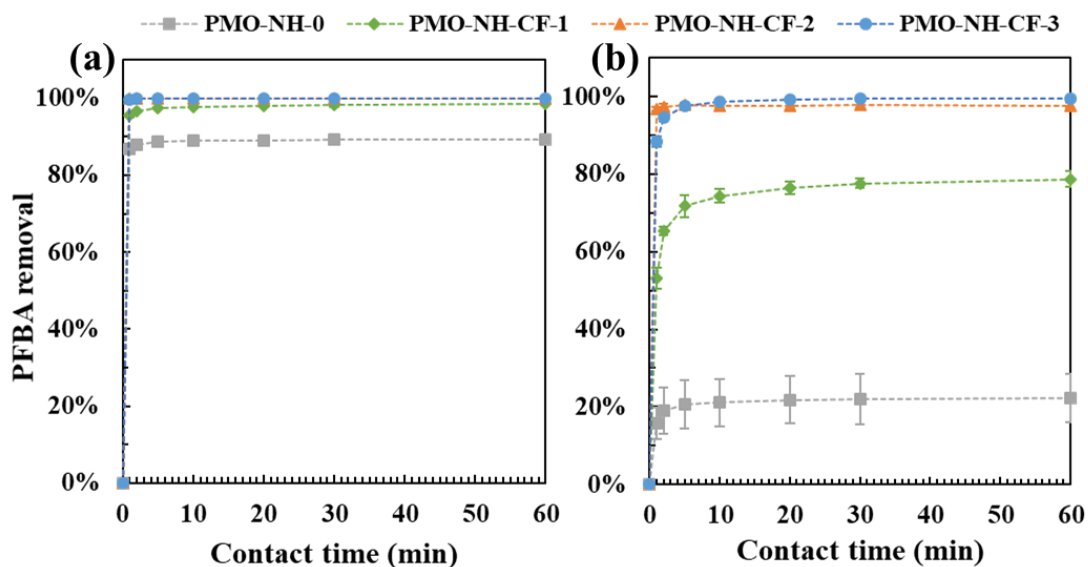 PMO-NH-0 PMO-NH-CF-1 PMO-NH-CF-2 PMO-NH-CF-3
(a) (b)
PFBA removal
100%
80%
60%
40%
20%
0%
0 10 20 30 40 50 60
Contact time (min)
100%
80%
60%
40%
20%
0%
0 10 20 30 40 50 60
Contact time (min)